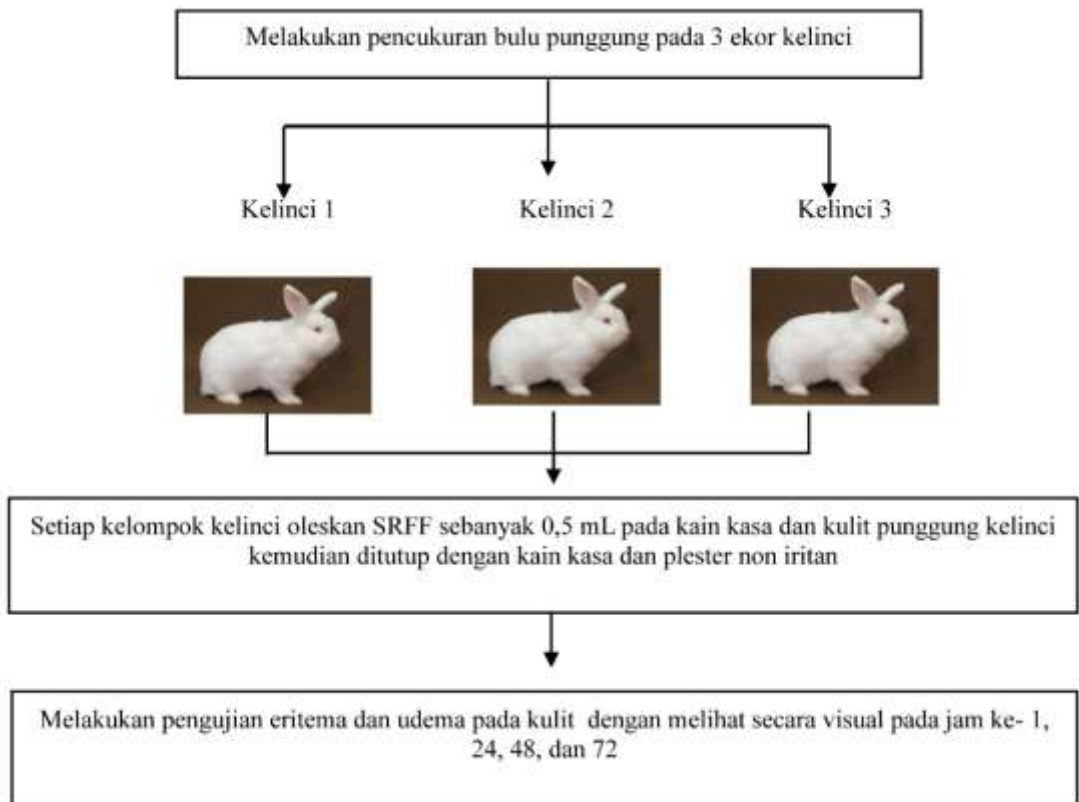 Melakukan pencukuran bulu punggung pada 3 ekor kelinci
Kelinci 1
Kelinci 2
Kelinci 3
Setiap kelompok kelinci oleskan SRFF sebanyak 0,5 mL pada kain kasa dan kulit punggung kelinci
kemudian ditutup dengan kain kasa dan plester non iritan
Melakukan pengujian eritema dan udema pada kulit dengan melihat secara visual pada jam ke- 1,
24, 48, dan 72